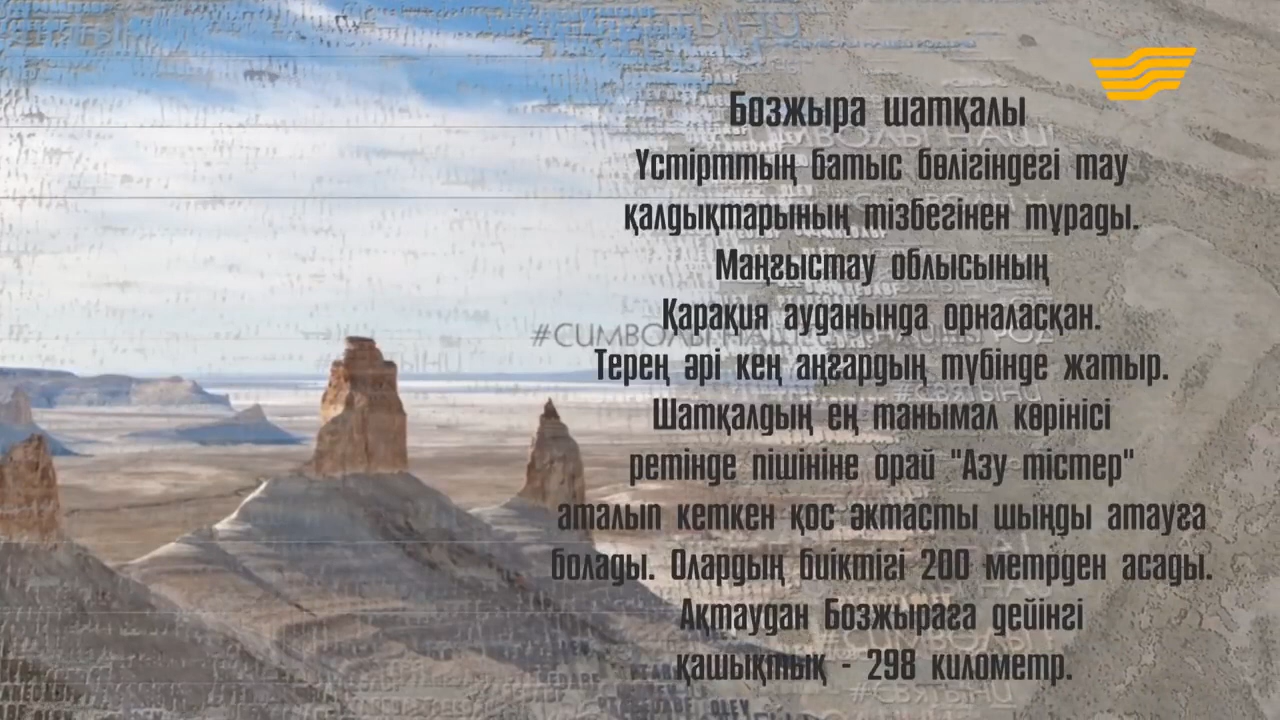 Бозжыра шатқалы
Үстірттың батыс бөлігіндегі тау
қалдықтарының тізбегінен тұрады.
Маңғыстау облысының
Қарақия ауданында орналасқан.
Терең әрі кең аңғардың түбінде жатыр.
Шатқалдың ең танымал көрінісі
ретінде пішініне орай "Азу тістер"
аталып кеткен қос әктасты шыңды атауға
болады. Олардың биіктігі 200 метрден асады.
Ақтаудан Бозжыраға дейінгі
қашықтық - 298 километр.